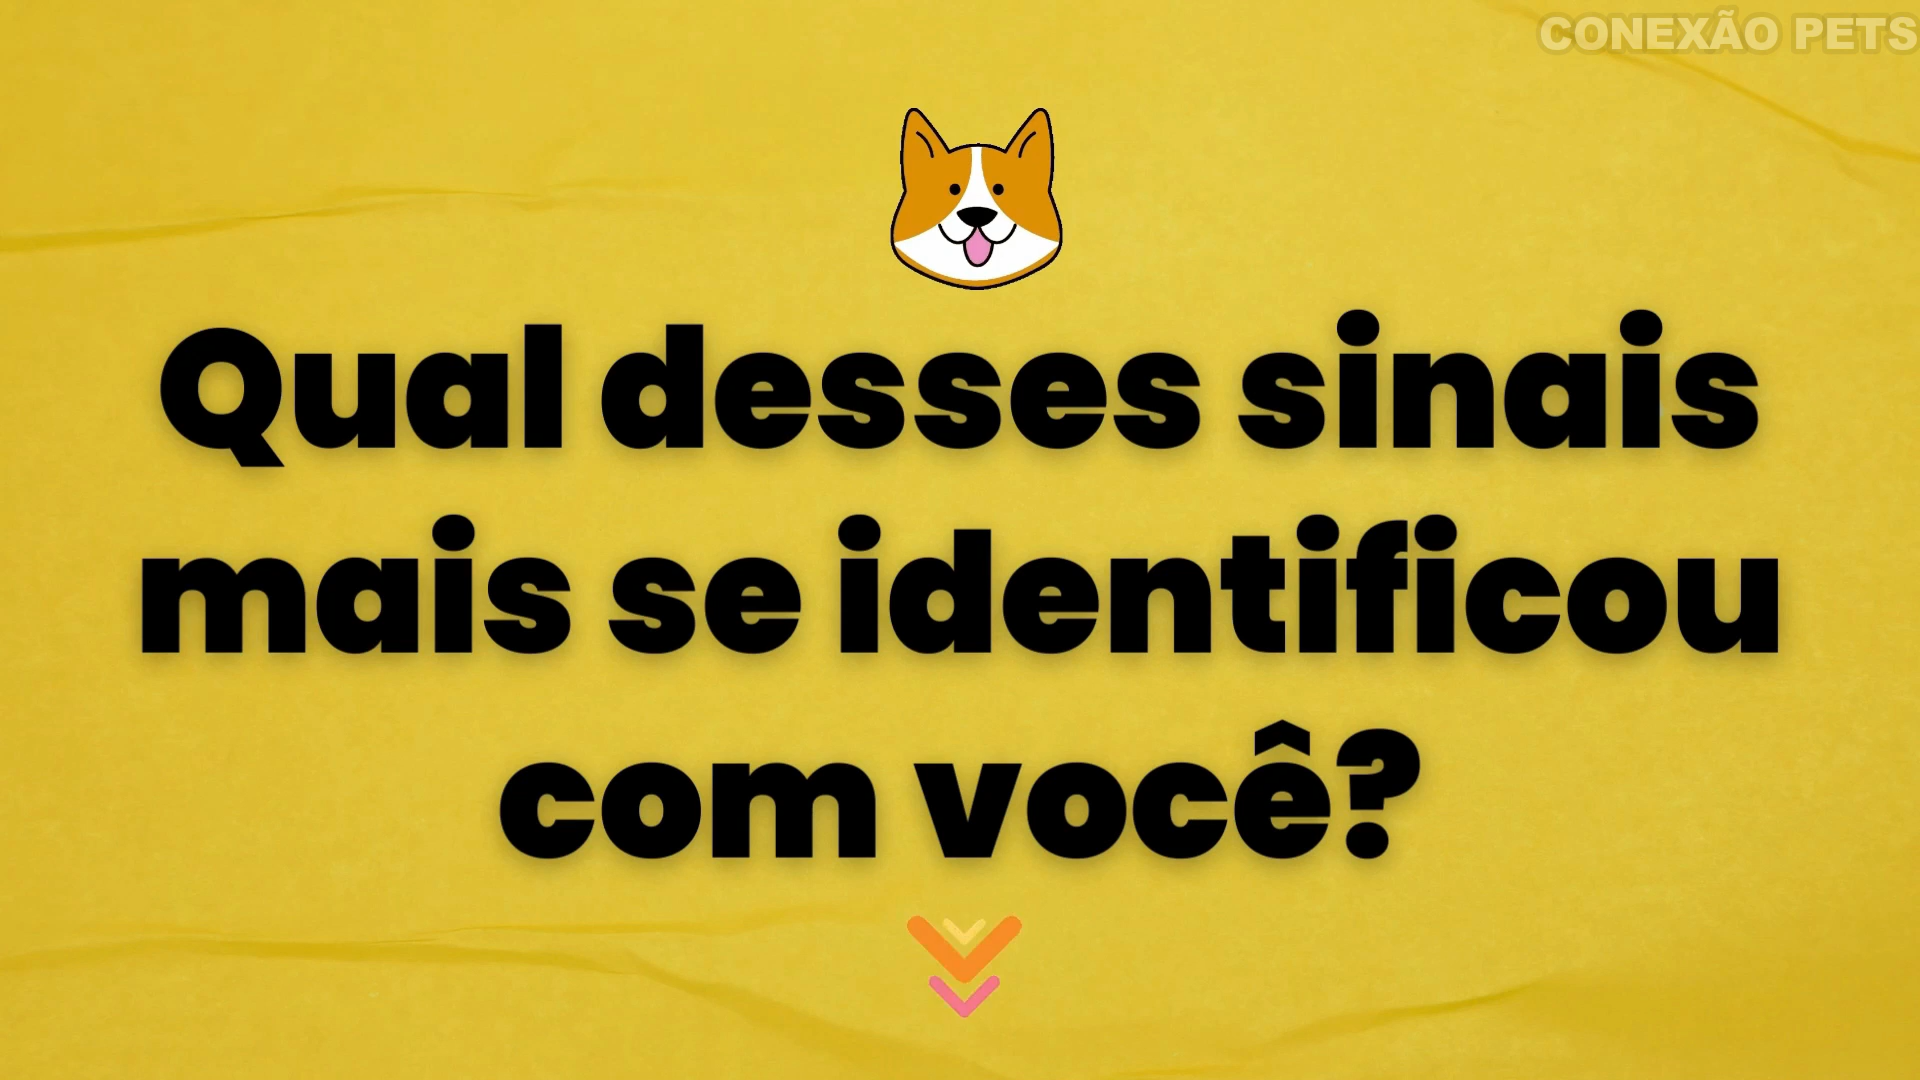 CONEXÃO PETS
Qual desses sinais
mais se identificou
com você?